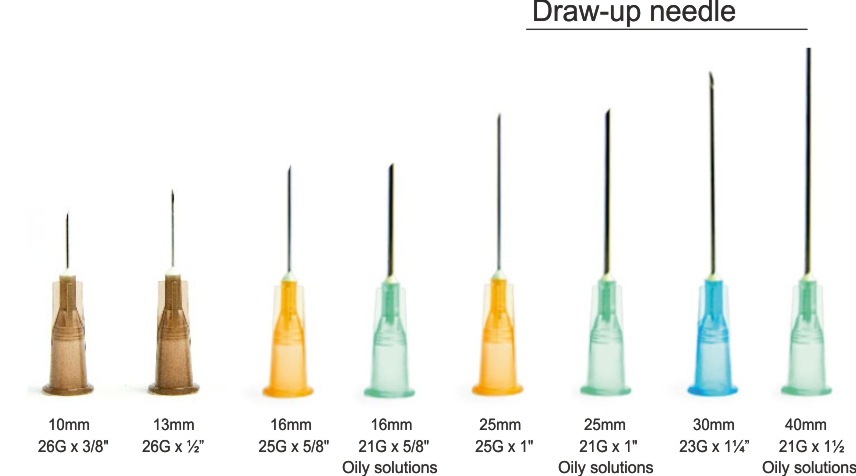 Draw-up needle
10mm 13mm 16mm 16mm 25mm 25mm 30mm 40mm
26G x 3/8" 26G x ½” 25G x 5/8" 21G x 5/8" 25G x 1" 21G x 1" 23G x 1¼” 21G x 1½
Oily solutions Oily solutions Oily solutions